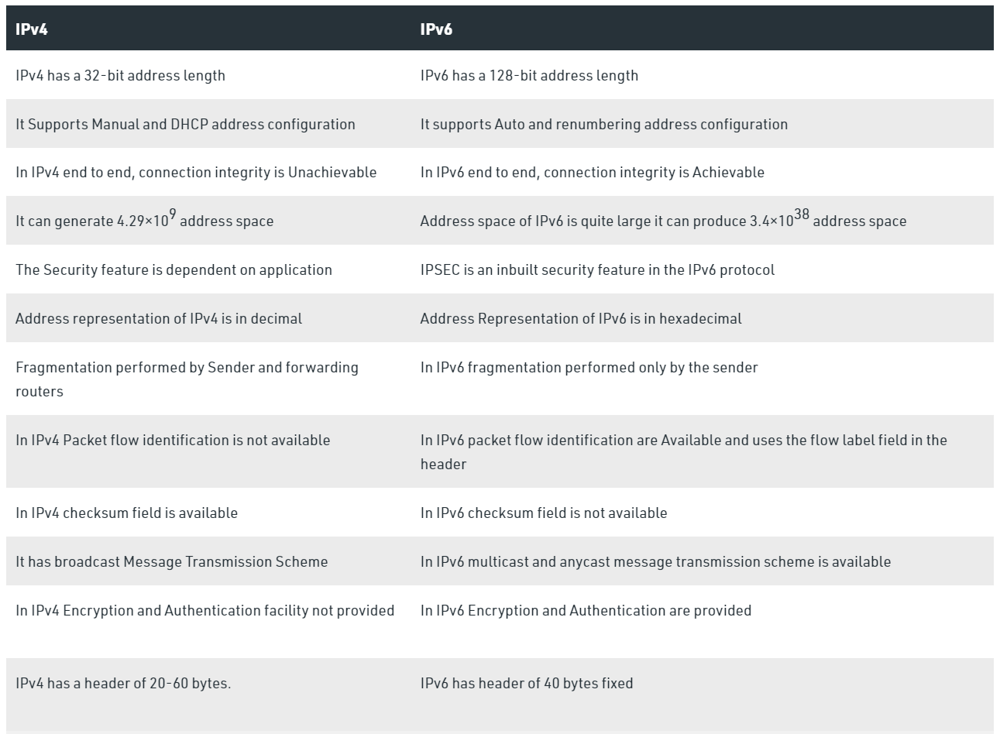 IPv4 IPv6
IPv4 has a 32-bit address length IPv6 has a 128-bit address length
It Supports Manual and DHCP address configuration It supports Auto and renumbering address configuration
In IPv4 end to end, connection integrity is Unachievable In IPv6 end to end, connection integrity is Achievable
It can generate 4.29×10⁹ address space Address space of IPv6 is quite large it can produce 3.4×10³⁸ address space
The Security feature is dependent on application IPSEC is an inbuilt security feature in the IPv6 protocol
Address representation of IPv4 is in decimal Address Representation of IPv6 is in hexadecimal
Fragmentation performed by Sender and forwarding In IPv6 fragmentation performed only by the sender
routers
In IPv4 Packet flow identification is not available In IPv6 packet flow identification are Available and uses the flow label field in the
header
In IPv4 checksum field is available In IPv6 checksum field is not available
It has broadcast Message Transmission Scheme In IPv6 multicast and anycast message transmission scheme is available
In IPv4 Encryption and Authentication facility not provided In IPv6 Encryption and Authentication are provided
IPv4 has a header of 20-60 bytes. IPv6 has header of 40 bytes fixed